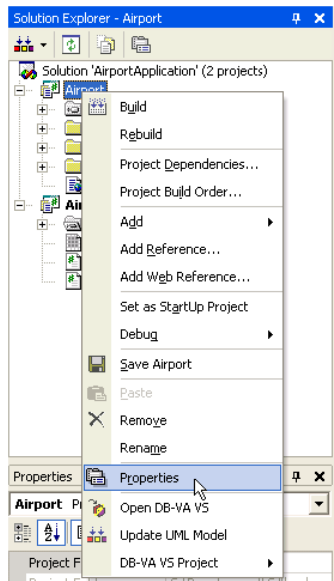 Solution Explorer - Airport
Solution 'AirportApplication' (2 projects)
Airport
Build
Rebuild
Project Dependencies...
Project Build Order...
Add
Add Reference...
Add Web Reference...
Set as StartUp Project
Debug
Save Airport
Paste
Remove
Rename
Properties
Properties
Airport
Open DB-VA VS
Update UML Model
Project F
DB-VA VS Project